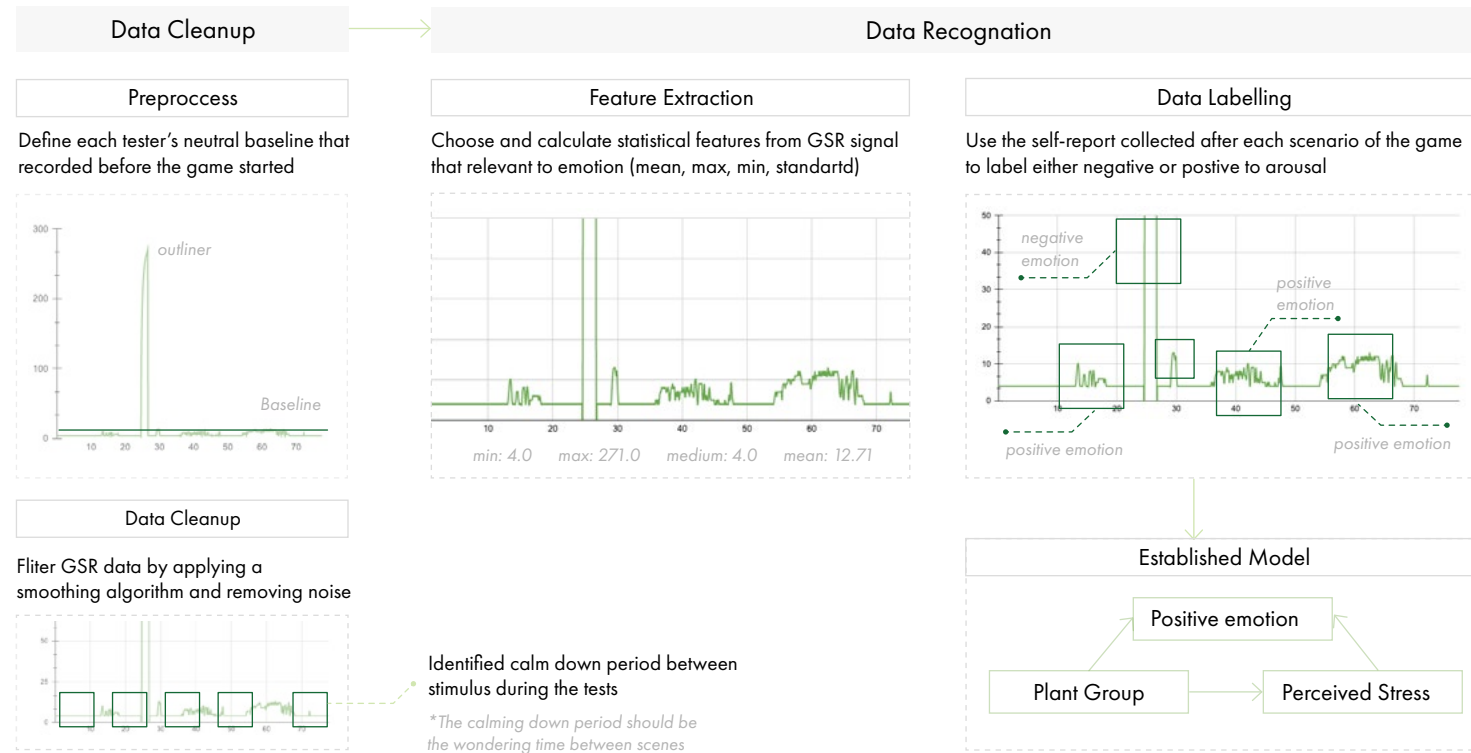 Data Cleanup
Data Recognation
Preproccess
Define each tester's neutral baseline that
recorded before the game started
300
200
100
0
outliner
Baseline
10 20 30 40 50 60 70
Data Cleanup
Fliter GSR data by applying a
smoothing algorithm and removing noise
50
25
0
10 20 30 40 50 60 70
Identified calm down period between
stimulus during the tests
*The calming down period should be
the wondering time between scenes
Feature Extraction
Choose and calculate statistical features from GSR signal
that relevant to emotion (mean, max, min, standartd)
10 20 30 40 50 60 70
min: 4.0 max: 271.0 medium: 4.0 mean: 12.71
Data Labelling
Use the self-report collected after each scenario of the game
to label either negative or postive to arousal
50
40
30
20
10
0
negative
emotion
positive
emotion
10 20 30 40 50 60 70
positive emotion
positive emotion
Established Model
Positive emotion
Plant Group
Perceived Stress